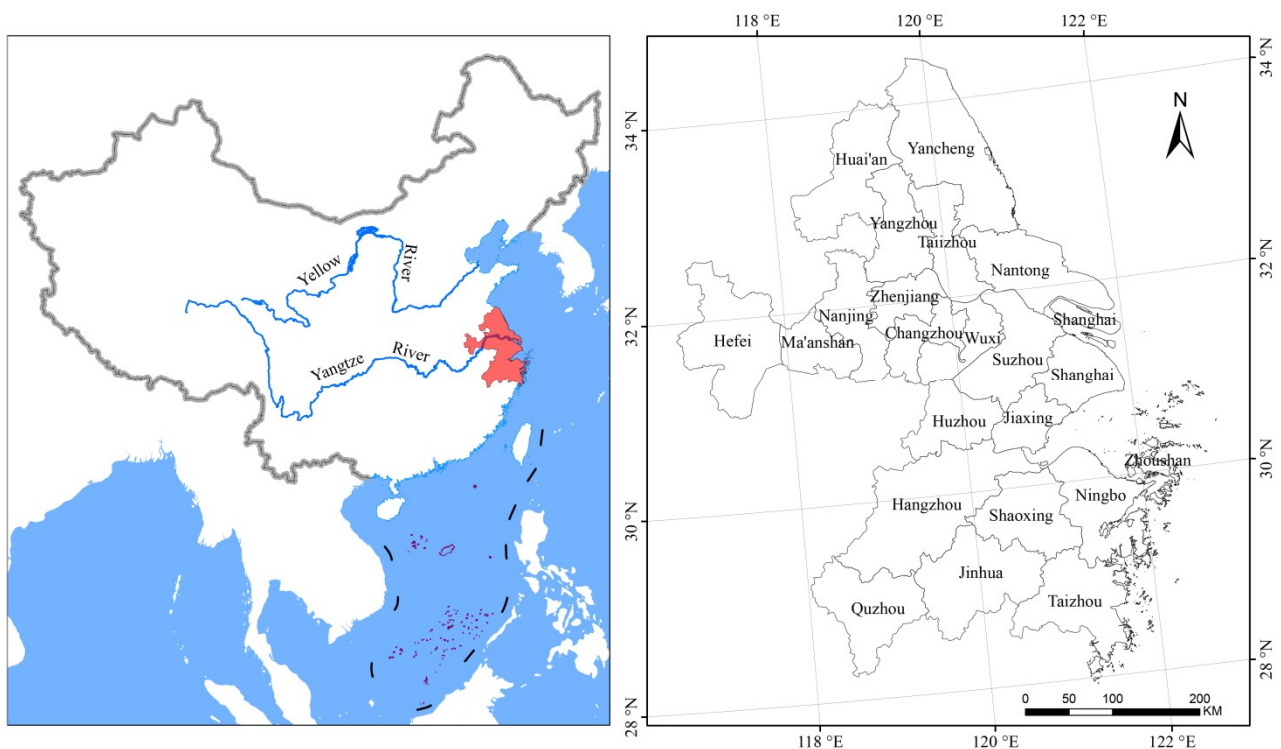 Yellow
River
Yangtze
River
118 °E
120 °E
122 °E
34 °N
32 °N
30 °N
28 °N
34 °N
32 °N
30 °N
28 °N
N
Huai'an
Yancheng
Yangzhou
Taiizhou
Nantong
Zhenjiang
Nanjing
Shanghai
Hefei
Ma'anshan
Changzhou
Wuxi
Suzhou
Shanghai
Huzhou
Jiaxing
Zhoushan
Hangzhou
Shaoxing
Ningbo
Jinhua
Quzhou
Taizhou
0 50 100 200
KM
118 °E
120 °E
122 °E